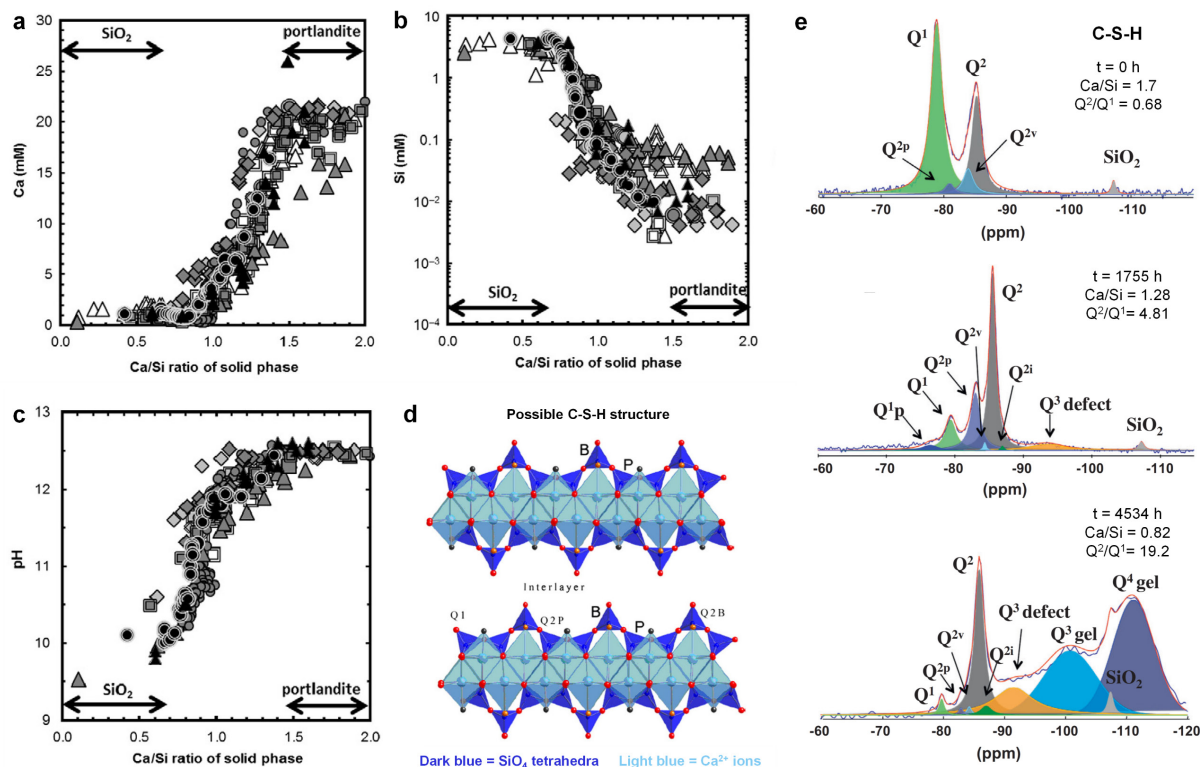 a
SiO₂
portlandite
30
25
20
15
10
5
0
Ca (mM)
0.0 0.5 1.0 1.5 2.0
Ca/Si ratio of solid phase
b
10
1
0.1
10⁻²
10⁻³
10⁻⁴
Si (mM)
SiO₂
portlandite
0.0 0.5 1.0 1.5 2.0
Ca/Si ratio of solid phase
c
13
12
11
10
9
pH
SiO₂
portlandite
0.0 0.5 1.0 1.5 2.0
Ca/Si ratio of solid phase
d
Possible C-S-H structure
B
P
Interlayer
Q1
Q2P
B
P
Q2B
Dark blue = SiO₄ tetrahedra
Light blue = Ca²⁺ ions
e
C-S-H
t = 0 h
Ca/Si = 1.7
Q²/Q¹ = 0.68
Q¹
Q²
Q²ᵖ
Q²ᵛ
SiO₂
-60 -70 -80 -90 -100 -110
(ppm)
t = 1755 h
Ca/Si = 1.28
Q²/Q¹= 4.81
Q²
Q²ᵛ
Q²ᵖ
Q²ⁱ
Q¹
Q¹p
Q³ defect
SiO₂
-60 -70 -80 -90 -100 -110
(ppm)
t = 4534 h
Ca/Si = 0.82
Q²/Q¹= 19.2
Q²
Q⁴ gel
Q³ defect
Q³ gel
Q²ᵛ
Q²ⁱ
Q²ᵖ
Q¹
SiO₂
-60 -70 -80 -90 -100 -110 -120
(ppm)